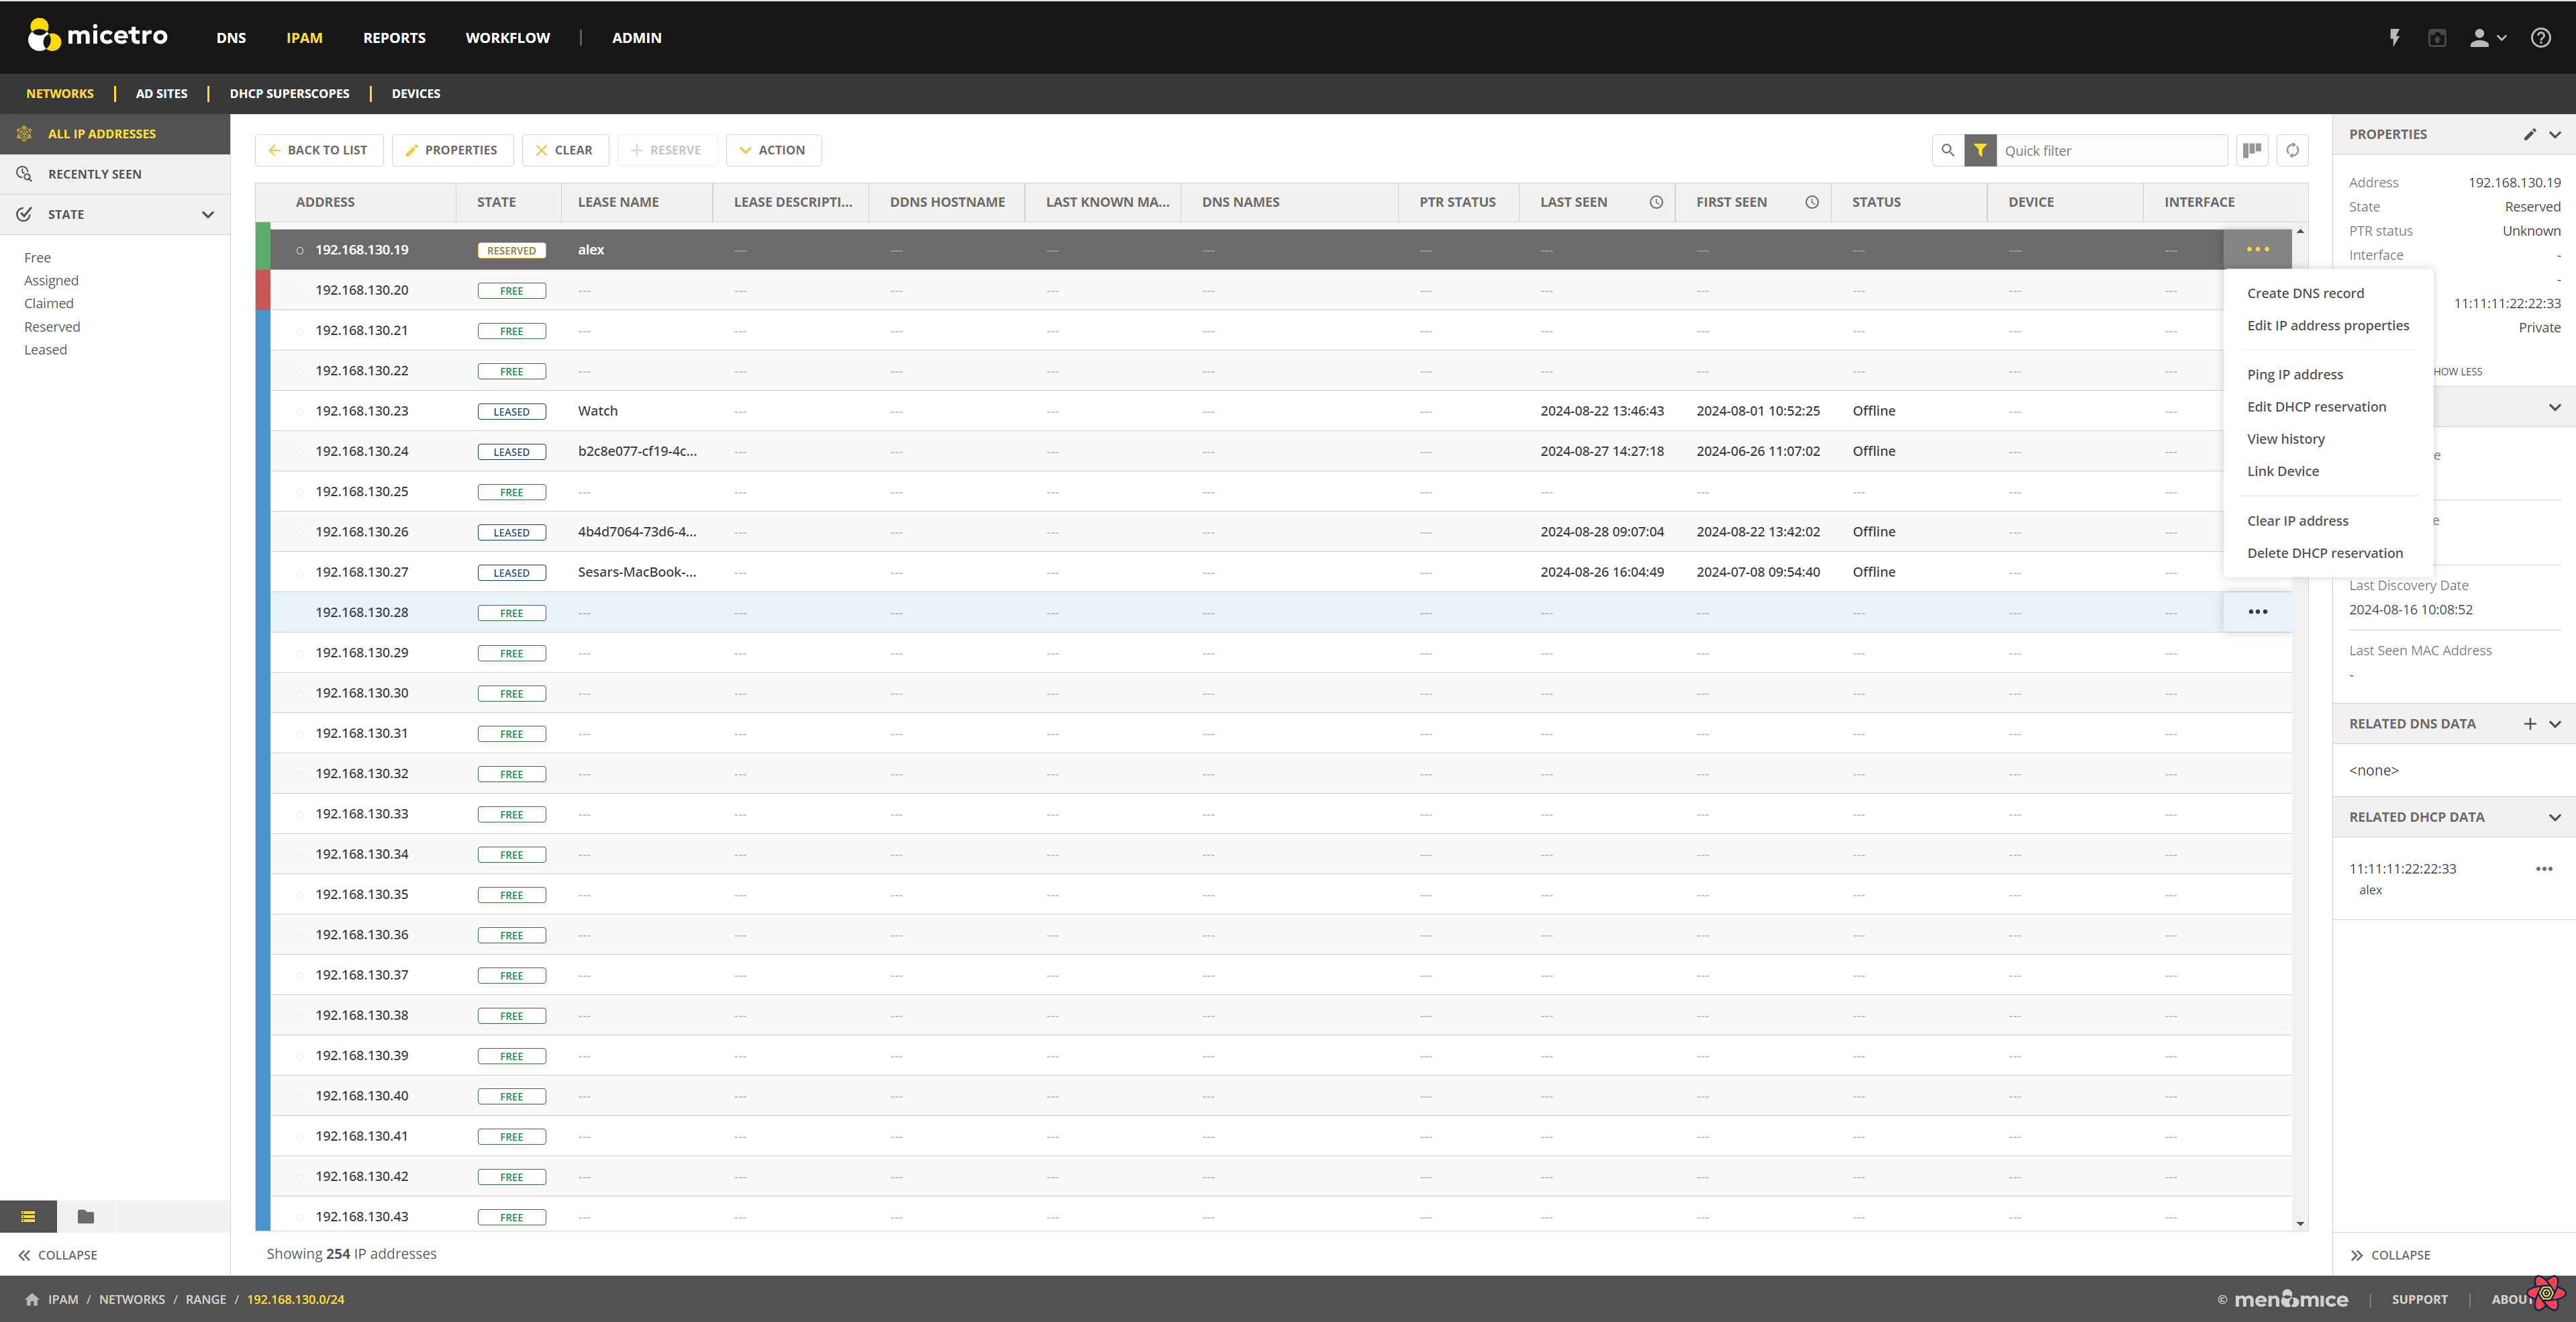 micetro DNS IPAM REPORTS WORKFLOW | ADMIN
NETWORKS | AD SITES | DHCP SUPERSCOPES | DEVICES
ALL IP ADDRESSES
RECENTLY SEEN
STATE
Free
Assigned
Claimed
Reserved
Leased
COLLAPSE
BACK TO LIST PROPERTIES CLEAR RESERVE ACTION Quick filter
ADDRESS STATE LEASE NAME LEASE DESCRIPTI... DDNS HOSTNAME LAST KNOWN MA... DNS NAMES PTR STATUS LAST SEEN FIRST SEEN STATUS DEVICE INTERFACE
192.168.130.19 RESERVED alex --- --- --- --- --- --- --- --- --- ---
192.168.130.20 FREE --- --- --- --- --- --- --- --- --- --- ---
192.168.130.21 FREE --- --- --- --- --- --- --- --- --- --- ---
192.168.130.22 FREE --- --- --- --- --- --- --- --- --- --- ---
192.168.130.23 LEASED Watch --- --- --- --- --- 2024-08-22 13:46:43 2024-08-01 10:52:25 Offline --- ---
192.168.130.24 LEASED b2c8e077-cf19-4c... --- --- --- --- --- 2024-08-27 14:27:18 2024-06-26 11:07:02 Offline --- ---
192.168.130.25 FREE --- --- --- --- --- --- --- --- --- --- ---
192.168.130.26 LEASED 4b4d7064-73d6-4... --- --- --- --- --- 2024-08-28 09:07:04 2024-08-22 13:42:02 Offline --- ---
192.168.130.27 LEASED Sesars-MacBook-... --- --- --- --- --- 2024-08-26 16:04:49 2024-07-08 09:54:40 Offline --- ---
192.168.130.28 FREE --- --- --- --- --- --- --- --- --- --- ---
192.168.130.29 FREE --- --- --- --- --- --- --- --- --- --- ---
192.168.130.30 FREE --- --- --- --- --- --- --- --- --- --- ---
192.168.130.31 FREE --- --- --- --- --- --- --- --- --- --- ---
192.168.130.32 FREE --- --- --- --- --- --- --- --- --- --- ---
192.168.130.33 FREE --- --- --- --- --- --- --- --- --- --- ---
192.168.130.34 FREE --- --- --- --- --- --- --- --- --- --- ---
192.168.130.35 FREE --- --- --- --- --- --- --- --- --- --- ---
192.168.130.36 FREE --- --- --- --- --- --- --- --- --- --- ---
192.168.130.37 FREE --- --- --- --- --- --- --- --- --- --- ---
192.168.130.38 FREE --- --- --- --- --- --- --- --- --- --- ---
192.168.130.39 FREE --- --- --- --- --- --- --- --- --- --- ---
192.168.130.40 FREE --- --- --- --- --- --- --- --- --- --- ---
192.168.130.41 FREE --- --- --- --- --- --- --- --- --- --- ---
192.168.130.42 FREE --- --- --- --- --- --- --- --- --- --- ---
192.168.130.43 FREE --- --- --- --- --- --- --- --- --- --- ---
Showing 254 IP addresses
Create DNS record
Edit IP address properties
Ping IP address
Edit DHCP reservation
View history
Link Device
Clear IP address
Delete DHCP reservation
PROPERTIES
Address 192.168.130.19
State Reserved
PTR status Unknown
Interface -
-
11:11:11:22:22:33
Private
HOW LESS
e
e
Last Discovery Date
2024-08-16 10:08:52
Last Seen MAC Address
-
RELATED DNS DATA
<none>
RELATED DHCP DATA
11:11:11:22:22:33
alex
COLLAPSE
IPAM / NETWORKS / RANGE / 192.168.130.0/24
© men&mice | SUPPORT | ABOU